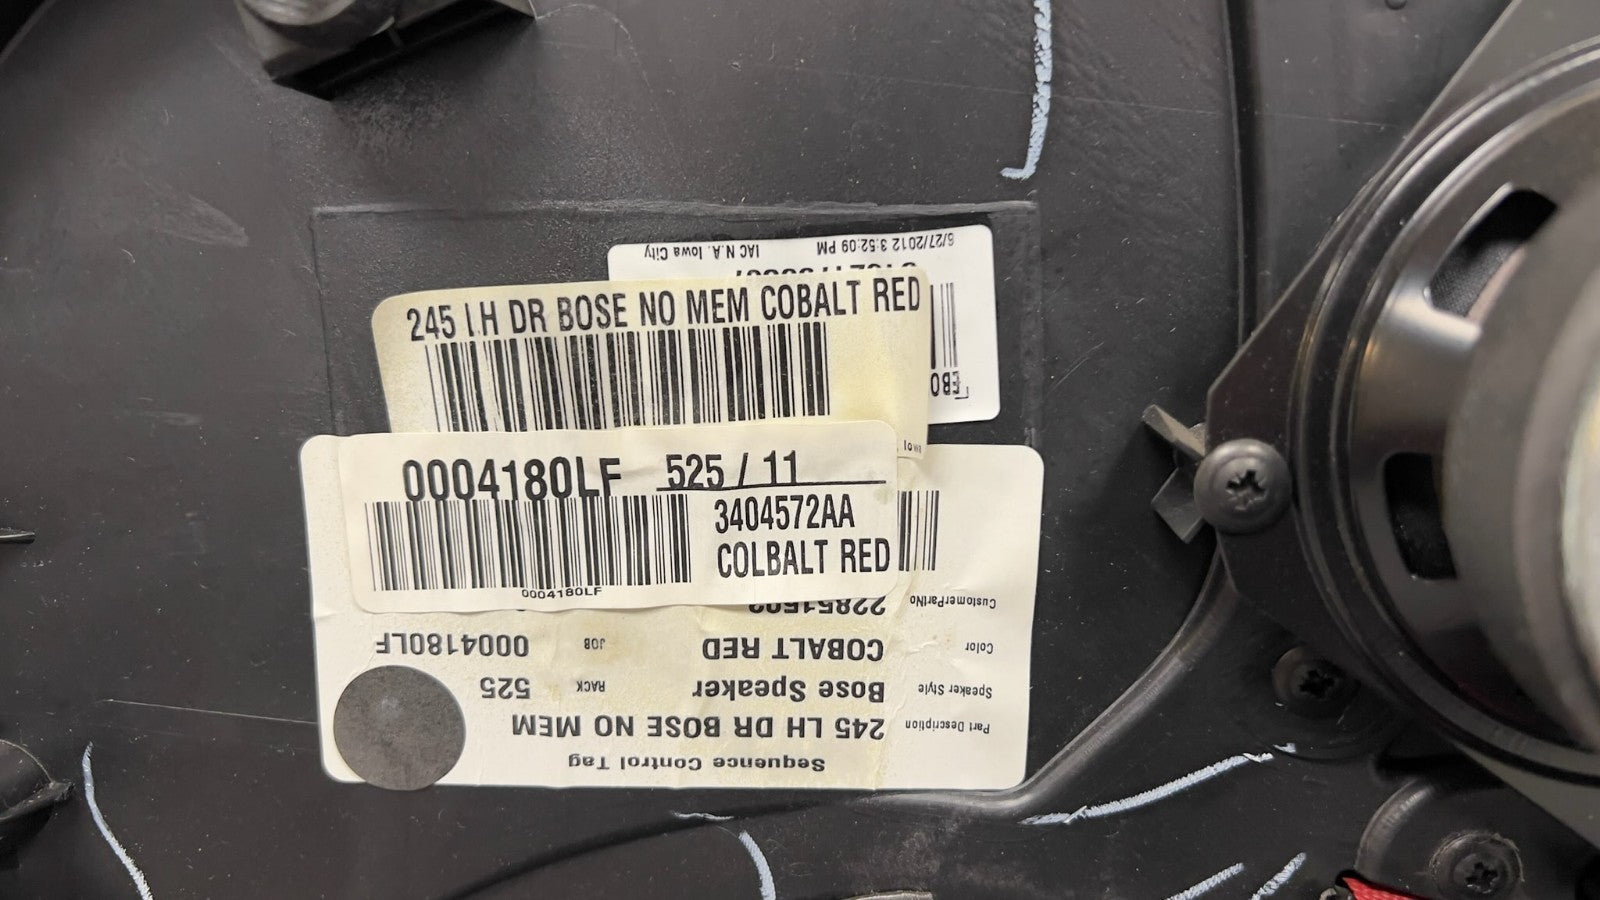 6/27/2012 3:52:09 PM
IAC N.A. Iowa City
245 LH DR BOSE NO MEM COBALT RED
0004180LF 525 / 11
3404572AA
COLBALT RED
0004180LF
Sequence Control Tag
Part Description 245 LH DR BOSE NO MEM
Speaker Style Bose Speaker RACK 525
Color COBALT RED JOB 0004180LF
CustomerPartNo